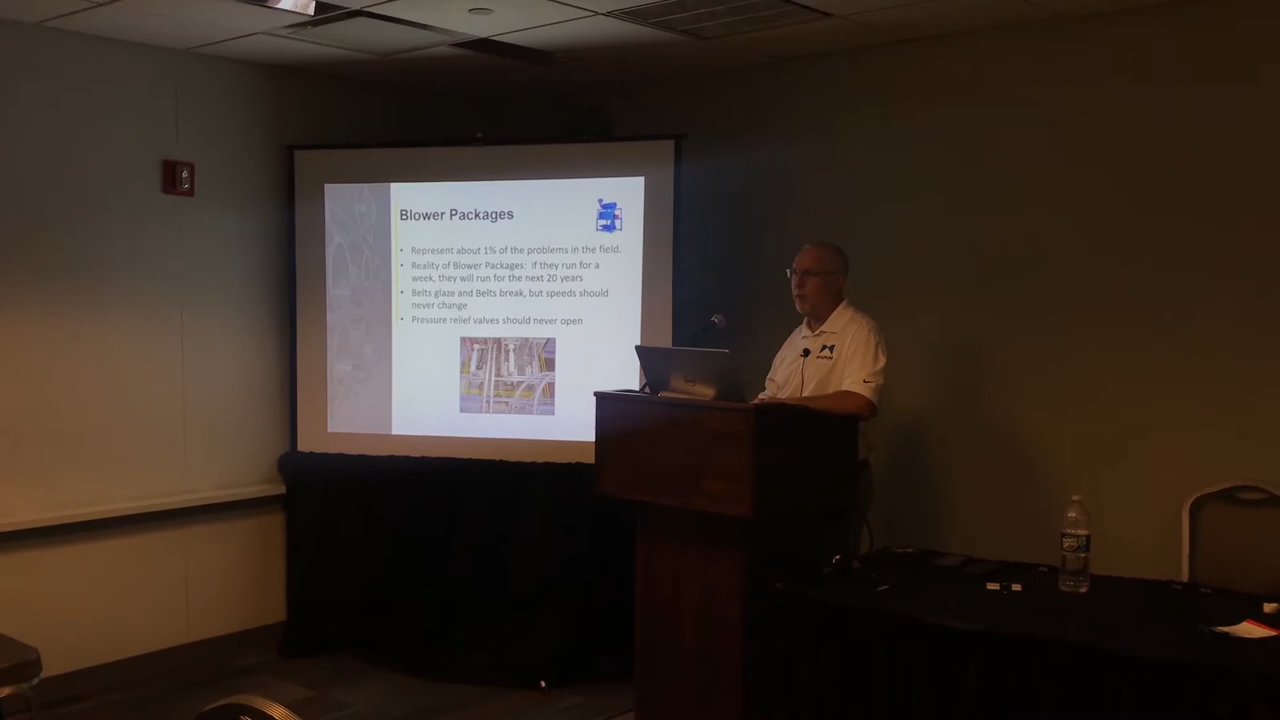 Blower Packages
• Represent about 1% of the problems in the field.
• Reality of Blower Packages: if they run for a
week, they will run for the next 20 years
• Belts glaze and Belts break, but speeds should
never change
• Pressure relief valves should never open
DELL